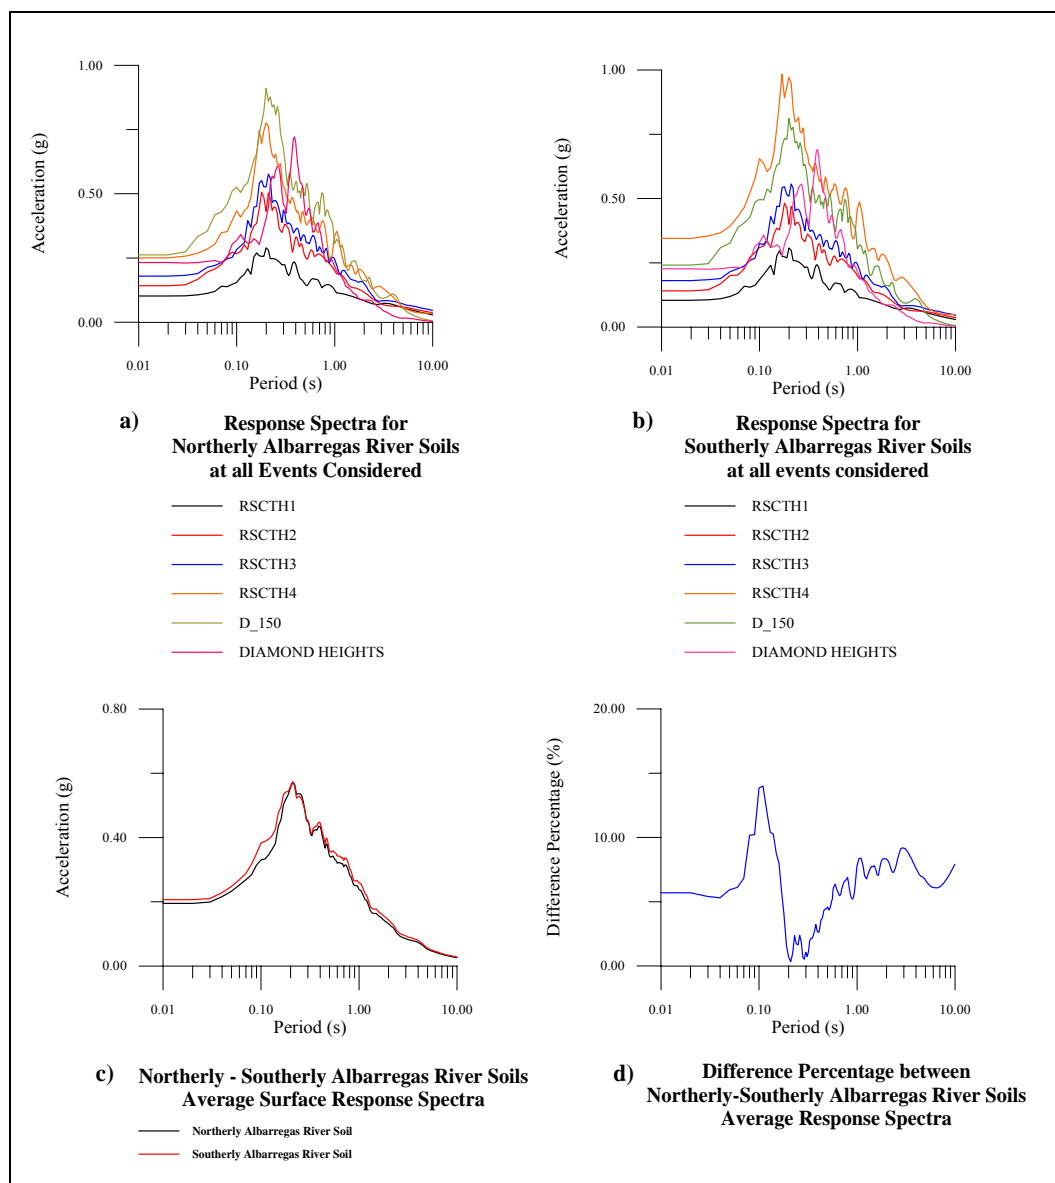 1.00
0.50
0.00
Acceleration (g)
0.01 0.10 1.00 10.00
Period (s)
a) Response Spectra for
Northerly Albarregas River Soils
at all Events Considered
RSCTH1
RSCTH2
RSCTH3
RSCTH4
D_150
DIAMOND HEIGHTS
1.00
0.50
0.00
Acceleration (g)
0.01 0.10 1.00 10.00
Period (s)
b) Response Spectra for
Southerly Albarregas River Soils
at all events considered
RSCTH1
RSCTH2
RSCTH3
RSCTH4
D_150
DIAMOND HEIGHTS
0.80
0.40
0.00
Acceleration (g)
0.01 0.10 1.00 10.00
Period (s)
c) Northerly - Southerly Albarregas River Soils
Average Surface Response Spectra
Northerly Albarregas River Soil
Southerly Albarregas River Soil
20.00
10.00
0.00
Difference Percentage (%)
0.01 0.10 1.00 10.00
Period (s)
d) Difference Percentage between
Northerly-Southerly Albarregas River Soils
Average Response Spectra